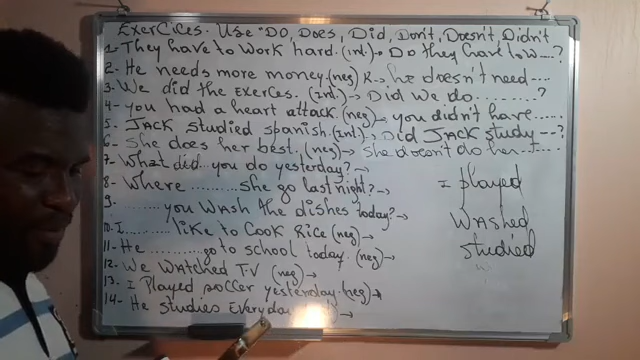 ExerCices. Use "DO, DOES, Did, Don't, Doesn't, Didn't
1- They have to work hard. (int.)→ Do they have to W....?
2- He needs more money. (neg) R→ he doesn't need....
3- We did the Exerces. (int.)→ Did we do.........?
4- you had a heart attack. (neg)→ you didn't have......
5- JACK studied spanish. (int.)→ Did JACK study --?
6- She does her best. (neg)→ she doesn't do her.....
7- What did you do yesterday?→
8- Where ......... she go last night?→
9- ........ you WASH the dishes today?→
10- I.......... like to Cook Rice (neg)→
11- He .......... go to school today. (neg)→
12- We WATCHED T.V (neg)→
13- I Played soccer yesterday. (neg)→
14- He studies Everyday →
I played
WASHED
studied